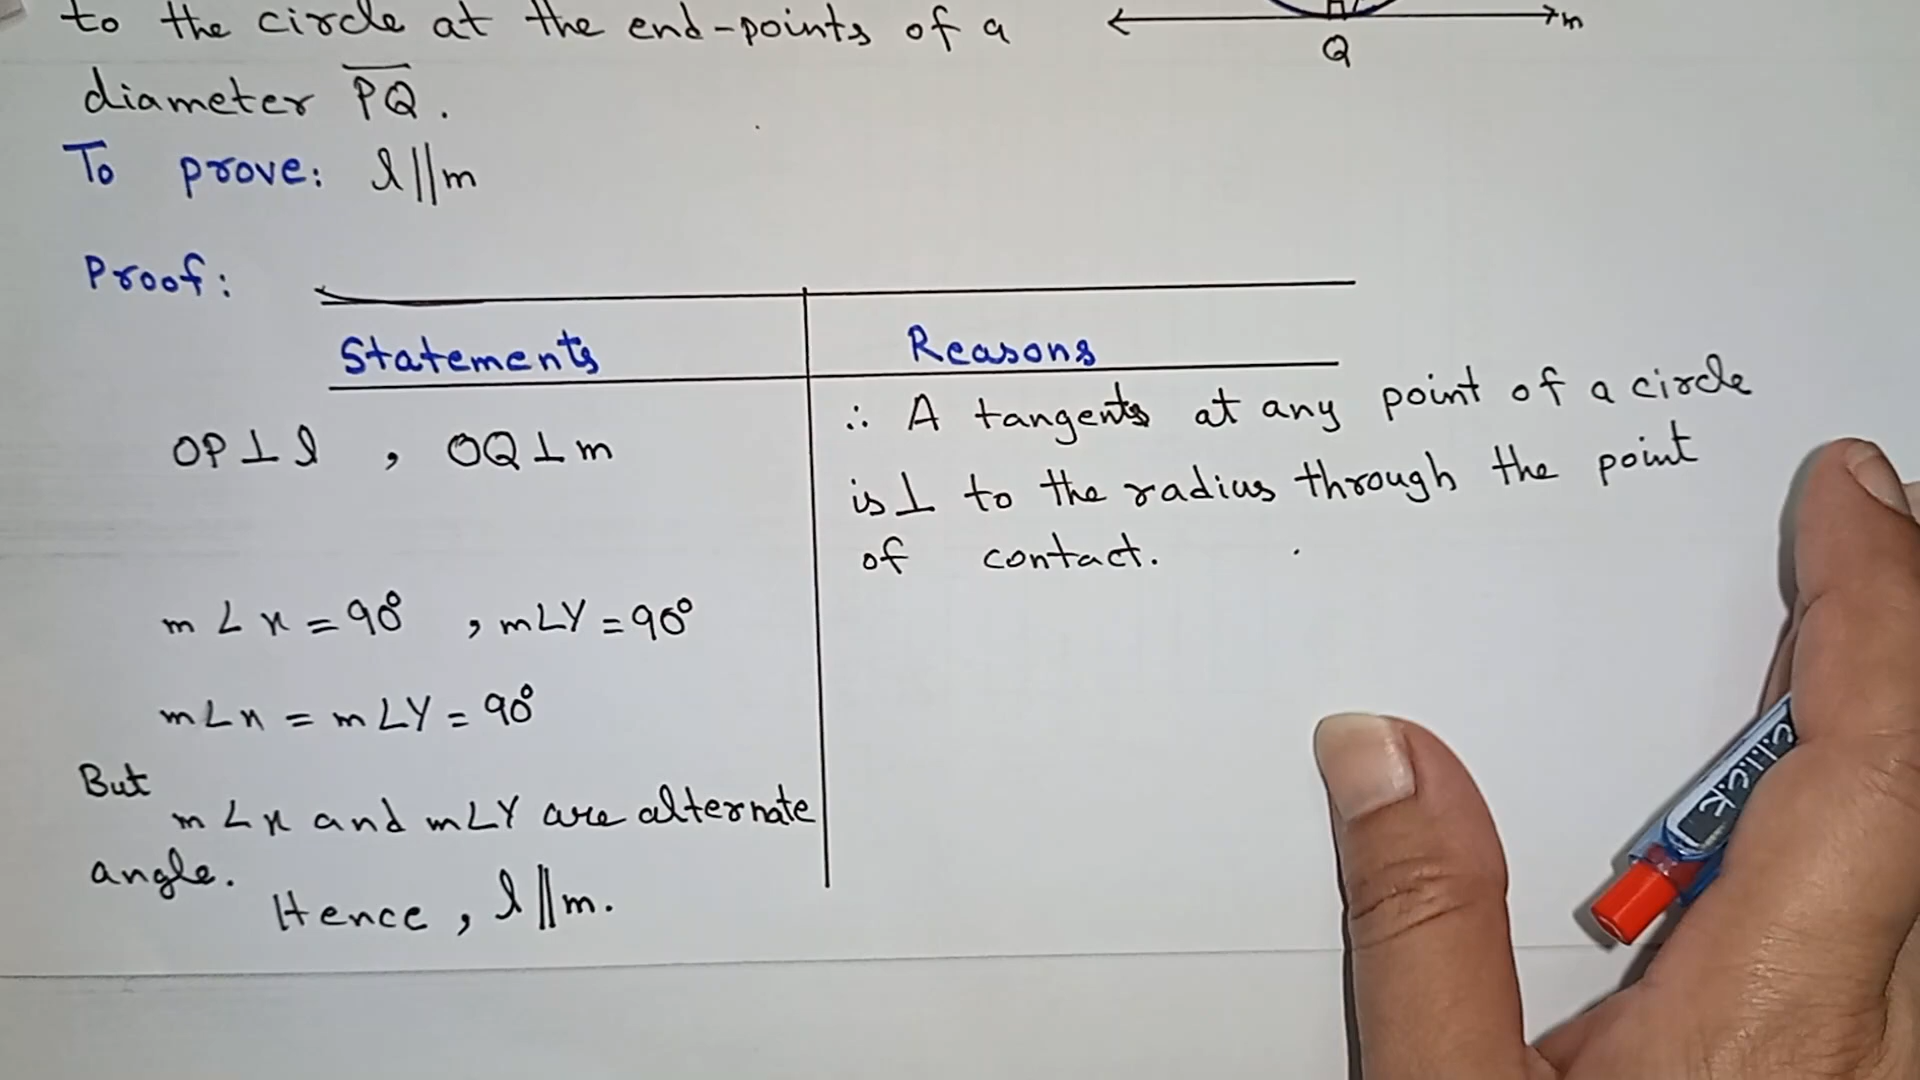 to the circle at the end-points of a
m
Q
diameter PQ.
To prove: l||m
Proof:
Statements
Reasons
OP⊥l , OQ⊥m
∴ A tangents at any point of a circle
is ⊥ to the radius through the point
of contact.
m∠x = 90° , m∠Y = 90°
m∠x = m∠Y = 90°
But
m∠x and m∠Y are alternate
angle.
Hence, l||m.